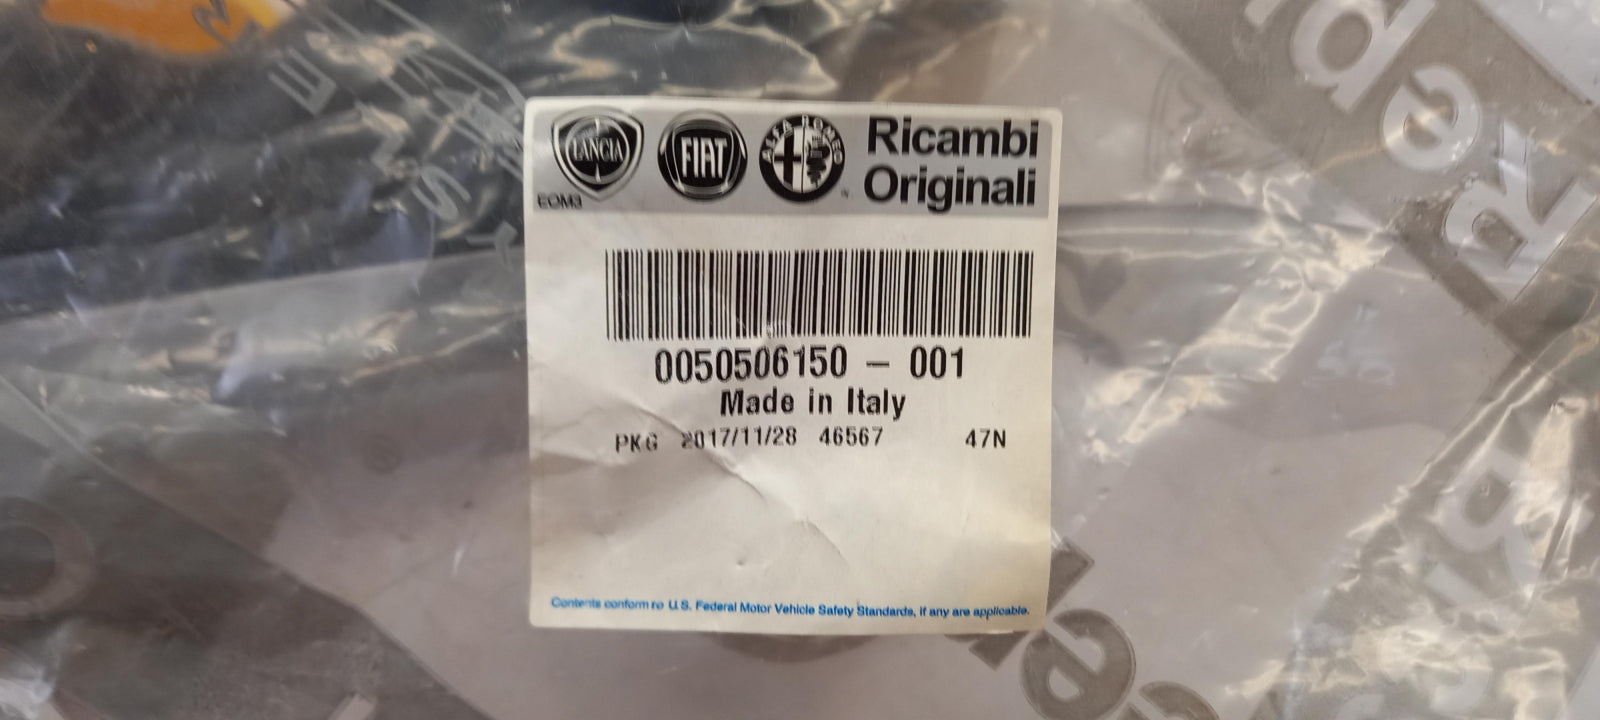 LANCIA FIAT ALFA ROMEO Ricambi
Originali
EOM3
0050506150 — 001
Made in Italy
PKG 2017/11/28 46567 47N
Contents conform to U.S. Federal Motor Vehicle Safety Standards, if any are applicable.